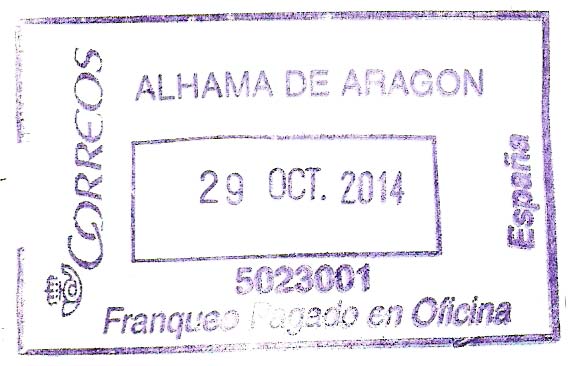 CORREOS
ALHAMA DE ARAGON
29 OCT. 2014
España
5023001
Franqueo Pagado en Oficina